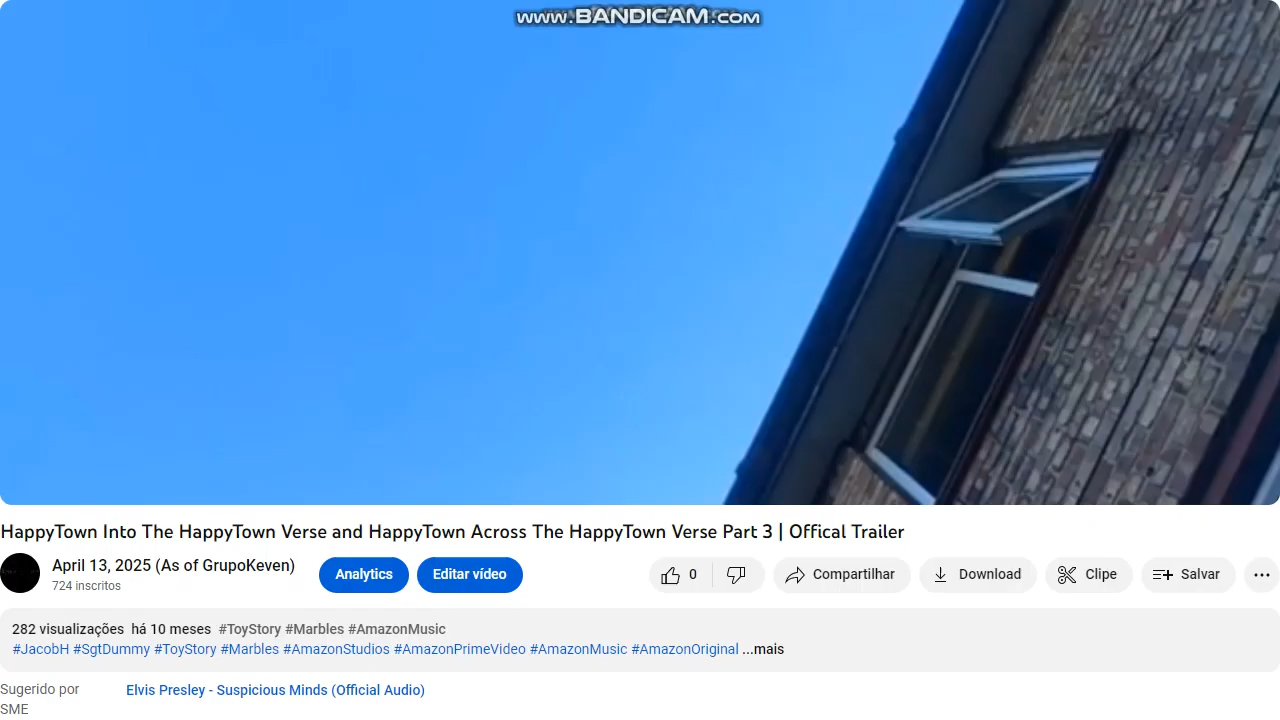 www.BANDICAM.com
HappyTown Into The HappyTown Verse and HappyTown Across The HappyTown Verse Part 3 | Offical Trailer
April 13, 2025 (As of GrupoKeven)
724 inscritos
Analytics
Editar vídeo
0
Compartilhar
Download
Clipe
Salvar
282 visualizações há 10 meses #ToyStory #Marbles #AmazonMusic
#JacobH #SgtDummy #ToyStory #Marbles #AmazonStudios #AmazonPrimeVideo #AmazonMusic #AmazonOriginal ...mais
Sugerido por
SME
Elvis Presley - Suspicious Minds (Official Audio)